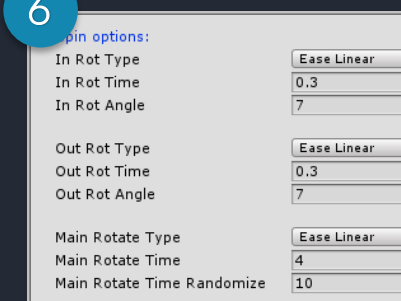 6
pin options:
In Rot Type Ease Linear
In Rot Time 0.3
In Rot Angle 7
Out Rot Type Ease Linear
Out Rot Time 0.3
Out Rot Angle 7
Main Rotate Type Ease Linear
Main Rotate Time 4
Main Rotate Time Randomize 10